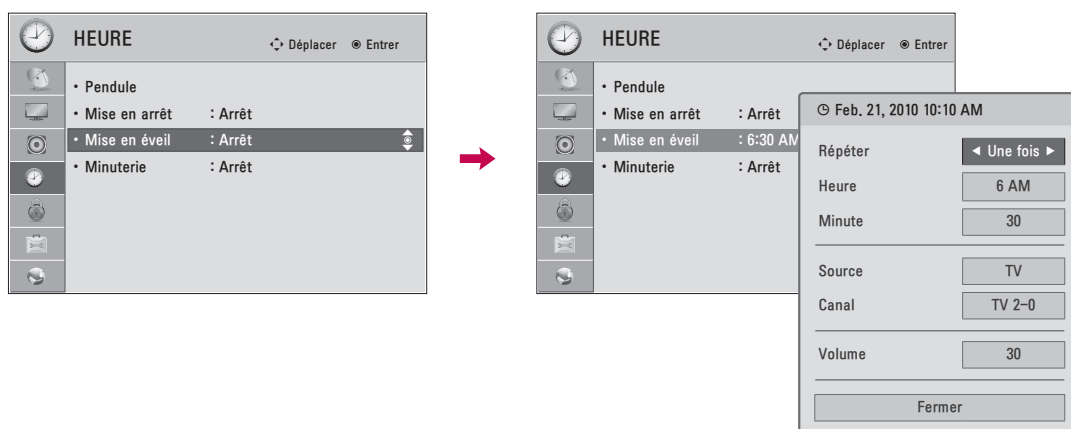 HEURE
Déplacer Entrer
• Pendule
• Mise en arrêt : Arrêt
• Mise en éveil : Arrêt
• Minuterie : Arrêt
HEURE
Déplacer Entrer
• Pendule
• Mise en arrêt : Arrêt
• Mise en éveil : 6:30 AM
• Minuterie : Arrêt
Feb. 21, 2010 10:10 AM
Répéter ◄ Une fois ►
Heure 6 AM
Minute 30
Source TV
Canal TV 2-0
Volume 30
Fermer